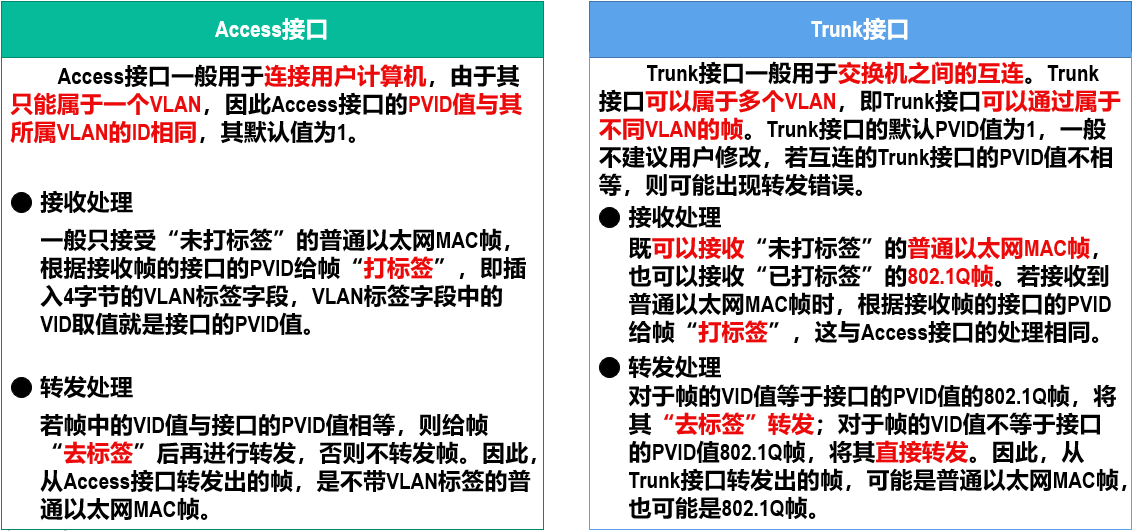 Access接口
Access接口一般用于连接用户计算机，由于其
只能属于一个VLAN，因此Access接口的PVID值与其
所属VLAN的ID相同，其默认值为1。
● 接收处理
一般只接受“未打标签”的普通以太网MAC帧，
根据接收帧的接口的PVID给帧“打标签”，即插
入4字节的VLAN标签字段，VLAN标签字段中的
VID取值就是接口的PVID值。
● 转发处理
若帧中的VID值与接口的PVID值相等，则给帧
“去标签”后再进行转发，否则不转发帧。因此，
从Access接口转发出的帧，是不带VLAN标签的普
通以太网MAC帧。
Trunk接口
Trunk接口一般用于交换机之间的互连。Trunk
接口可以属于多个VLAN，即Trunk接口可以通过属于
不同VLAN的帧。Trunk接口的默认PVID值为1，一般
不建议用户修改，若互连的Trunk接口的PVID值不相
等，则可能出现转发错误。
● 接收处理
既可以接收“未打标签”的普通以太网MAC帧，
也可以接收“已打标签”的802.1Q帧。若接收到
普通以太网MAC帧时，根据接收帧的接口的PVID
给帧“打标签”，这与Access接口的处理相同。
● 转发处理
对于帧的VID值等于接口的PVID值的802.1Q帧，将
其“去标签”转发；对于帧的VID值不等于接口
的PVID值802.1Q帧，将其直接转发。因此，从
Trunk接口转发出的帧，可能是普通以太网MAC帧，
也可能是802.1Q帧。